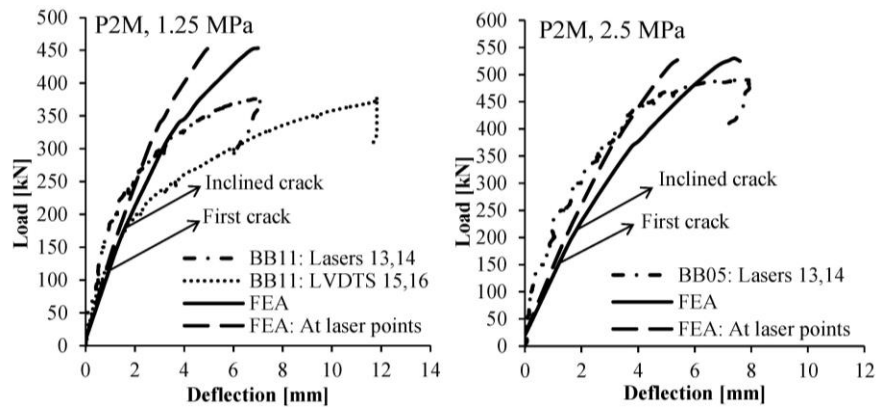 P2M, 1.25 MPa
500
450
400
350
300
250
200
150
100
50
0
Load [kN]
Inclined crack
First crack
BB11: Lasers 13,14
BB11: LVDTS 15,16
FEA
FEA: At laser points
0 2 4 6 8 10 12 14
Deflection [mm]
P2M, 2.5 MPa
600
550
500
450
400
350
300
250
200
150
100
50
0
Load [kN]
Inclined crack
First crack
BB05: Lasers 13,14
FEA
FEA: At laser points
0 2 4 6 8 10 12
Deflection [mm]